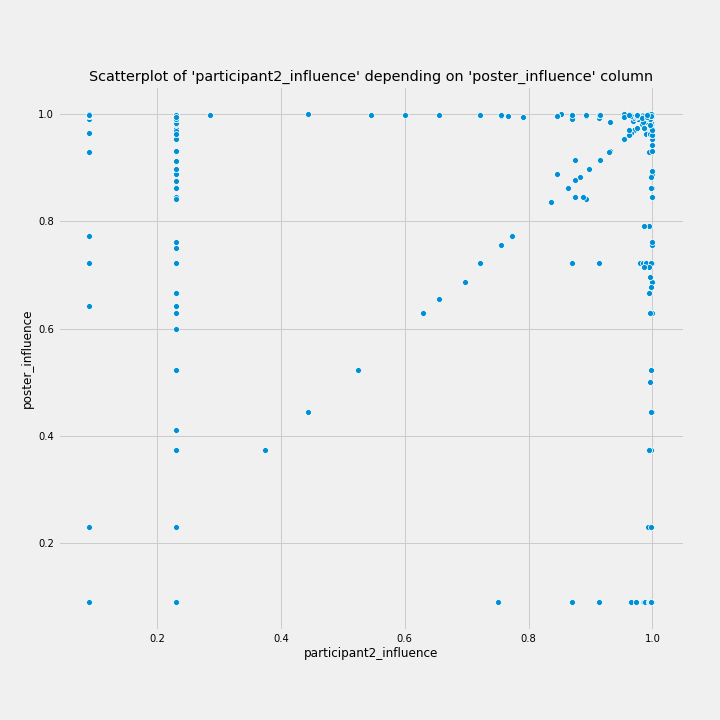 Scatterplot of 'participant2_influence' depending on 'poster_influence' column
1.0
0.8
0.6
0.4
0.2
poster_influence
0.2 0.4 0.6 0.8 1.0
participant2_influence